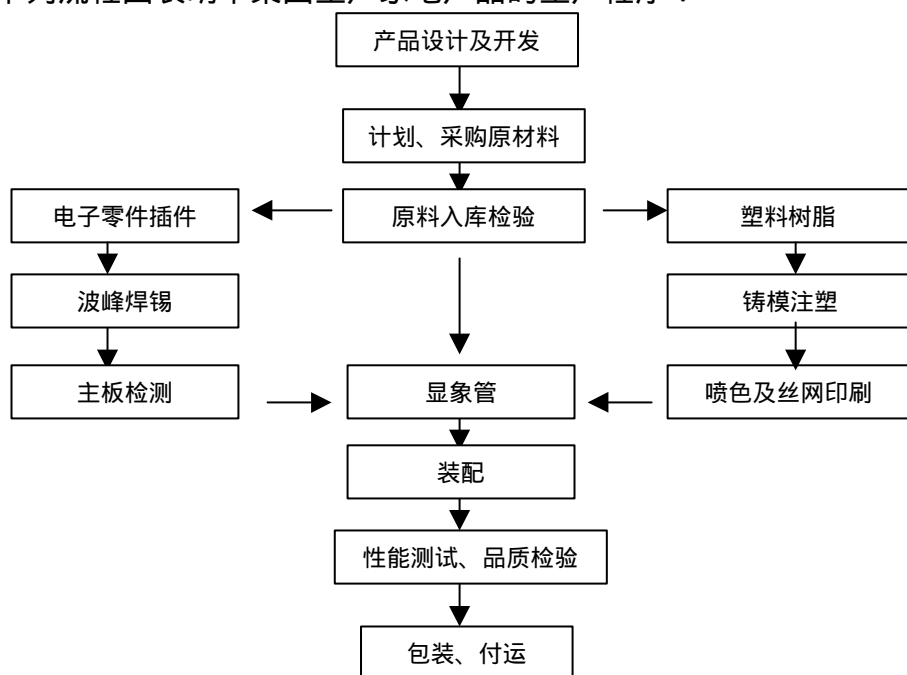 产品设计及开发
计划、采购原材料
电子零件插件
原料入库检验
塑料树脂
波峰焊锡
铸模注塑
主板检测
显象管
喷色及丝网印刷
装配
性能测试、品质检验
包装、付运